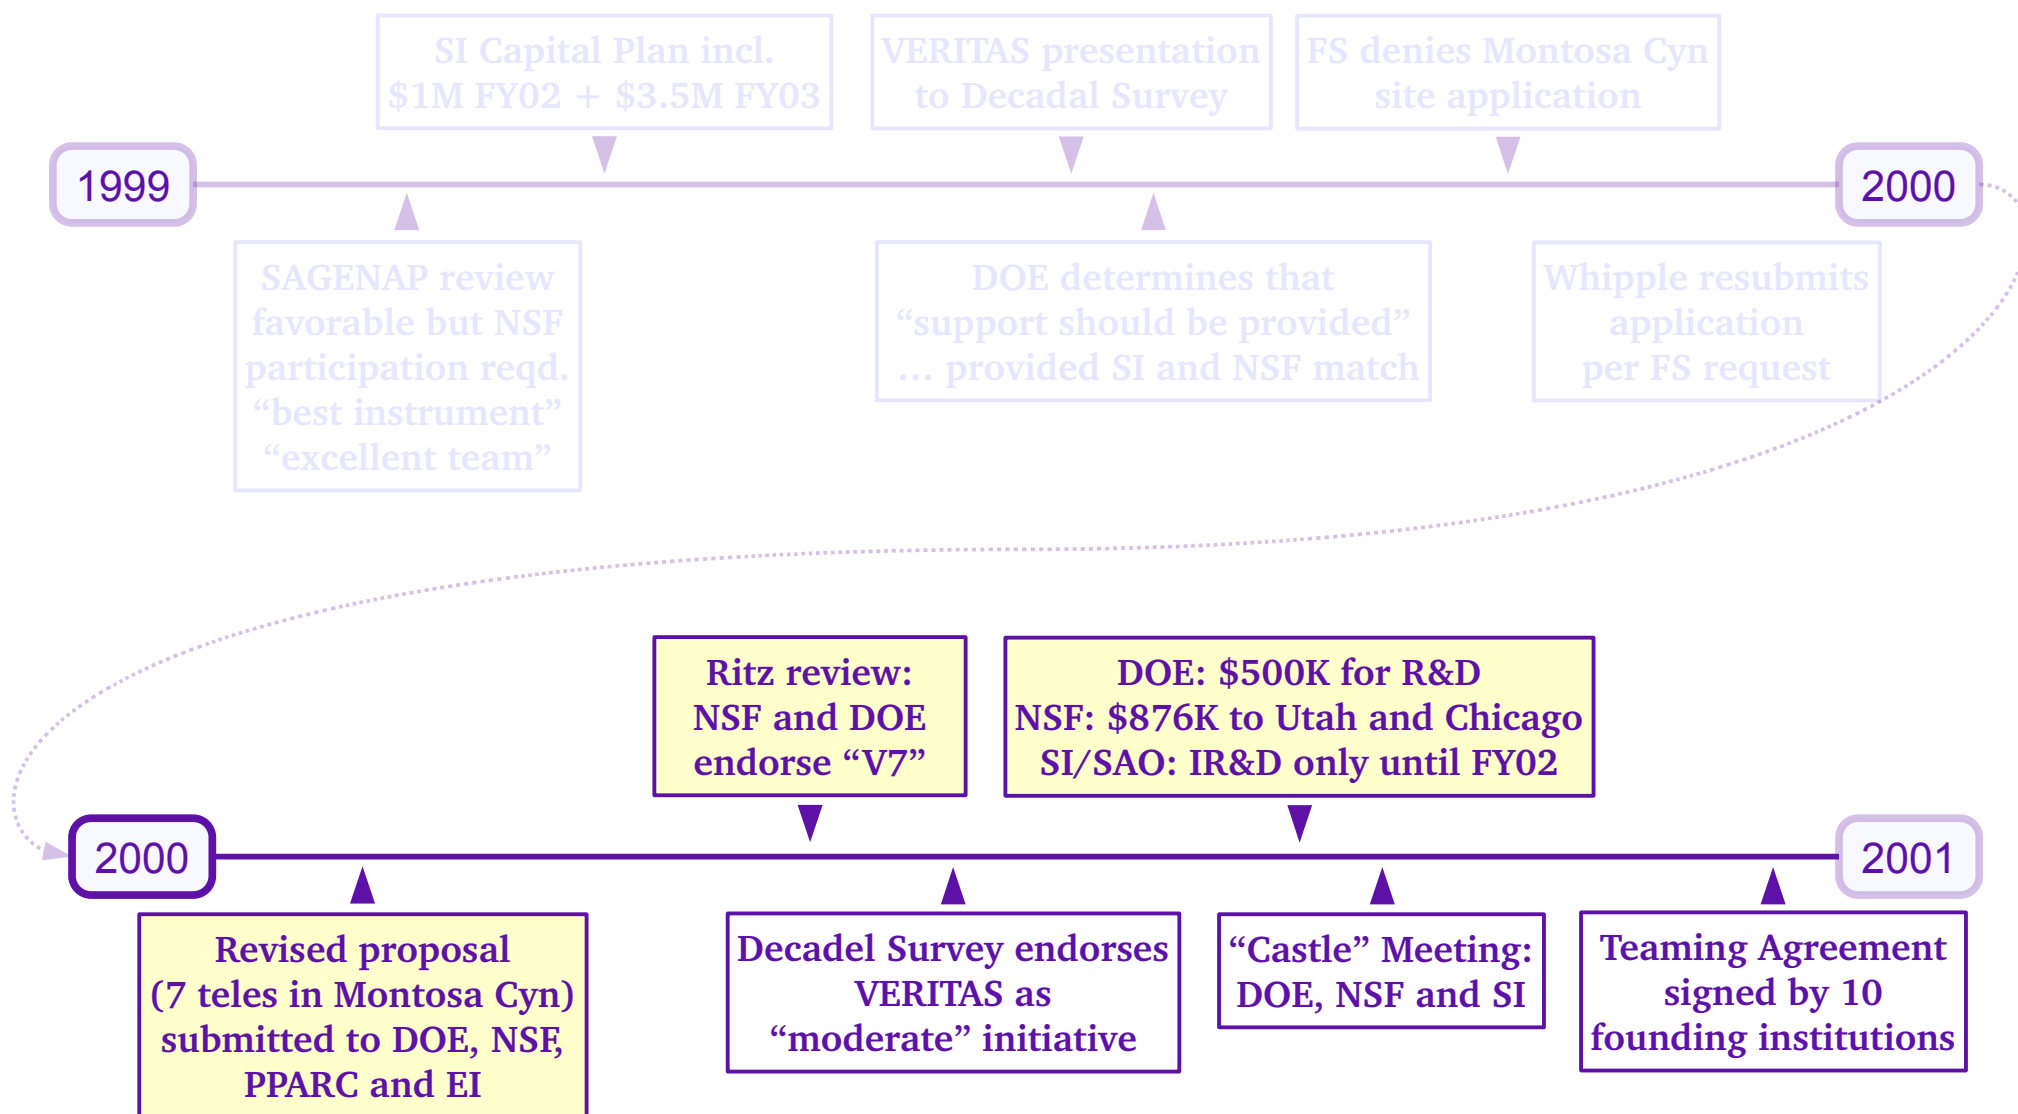 SI Capital Plan incl.
$1M FY02 + $3.5M FY03
VERITAS presentation
to Decadal Survey
FS denies Montosa Cyn
site application
1999
2000
SAGENAP review
favorable but NSF
participation reqd.
“best instrument”
“excellent team”
DOE determines that
“support should be provided”
… provided SI and NSF match
Whipple resubmits
application
per FS request
Ritz review:
NSF and DOE
endorse “V7”
DOE: $500K for R&D
NSF: $876K to Utah and Chicago
SI/SAO: IR&D only until FY02
2000
2001
Revised proposal
(7 teles in Montosa Cyn)
submitted to DOE, NSF,
PPARC and EI
Decadel Survey endorses
VERITAS as
“moderate” initiative
“Castle” Meeting:
DOE, NSF and SI
Teaming Agreement
signed by 10
founding institutions